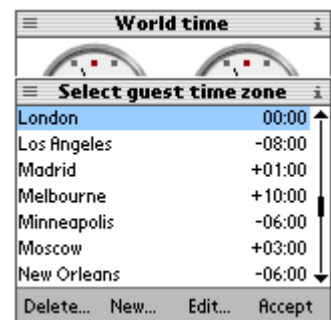 World time
Select guest time zone
London 00:00
Los Angeles -08:00
Madrid +01:00
Melbourne +10:00
Minneapolis -06:00
Moscow +03:00
New Orleans -06:00
Delete... New... Edit... Accept